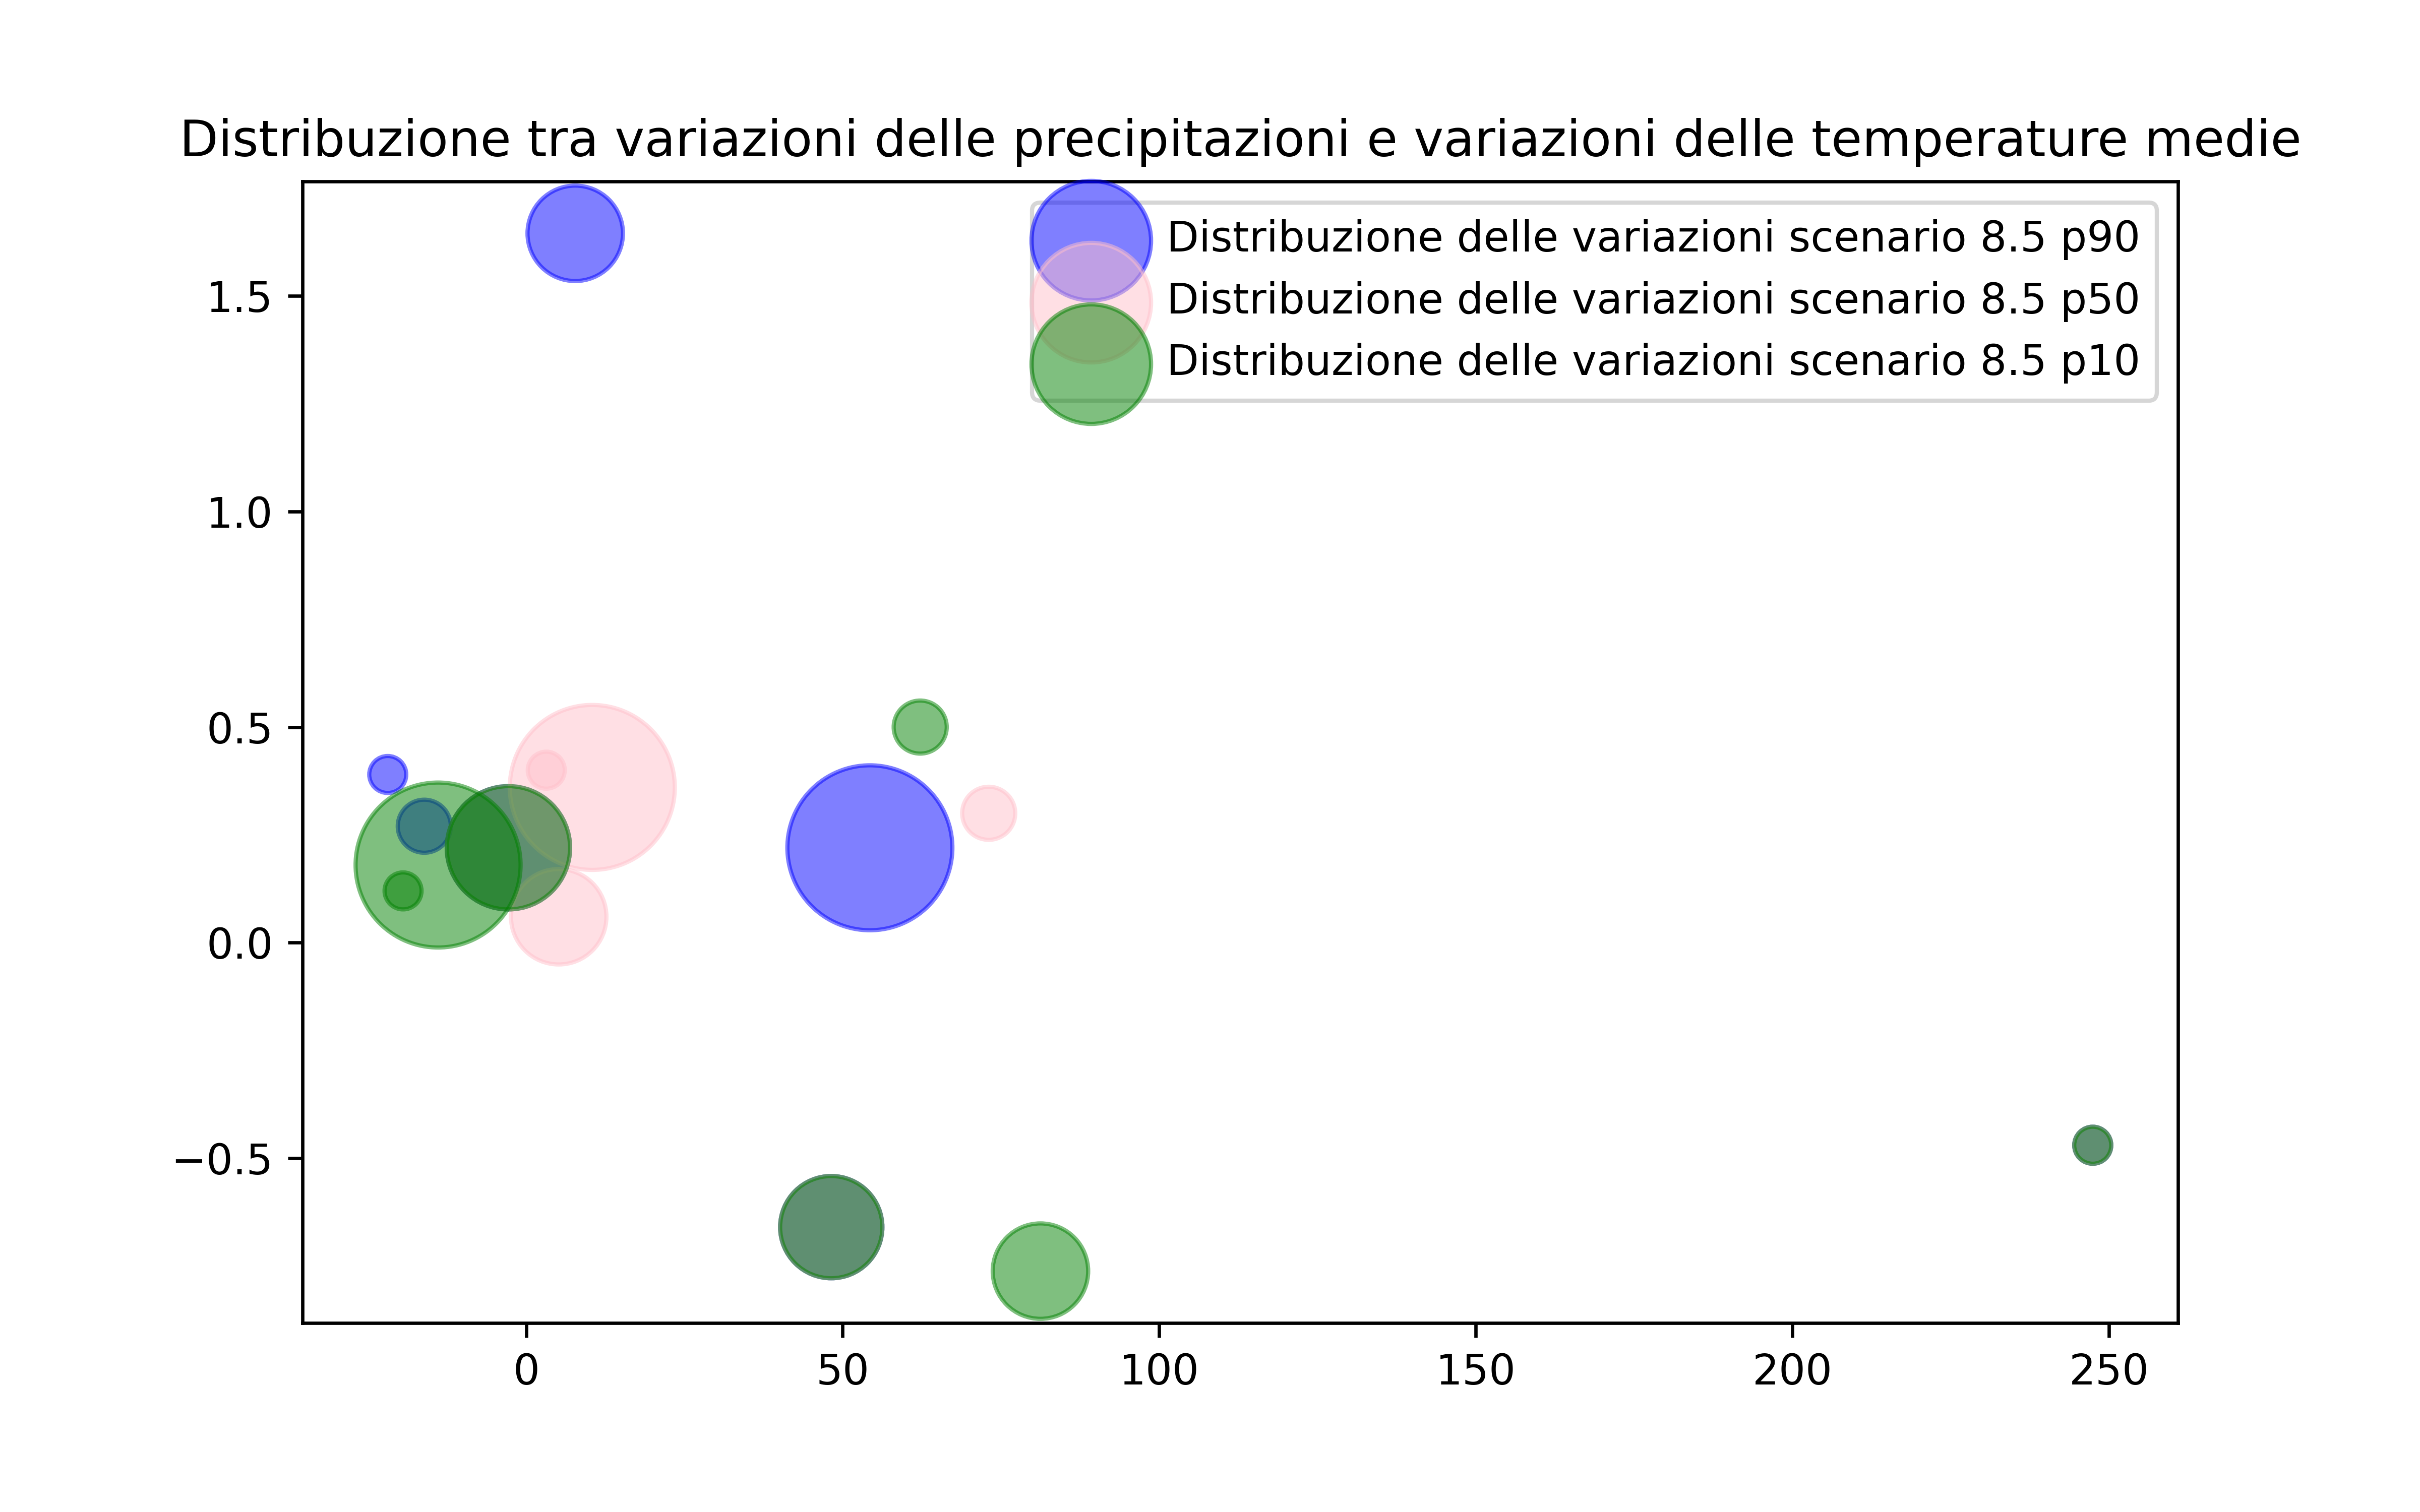 Distribuzione tra variazioni delle precipitazioni e variazioni delle temperature medie
Distribuzione delle variazioni scenario 8.5 p90
Distribuzione delle variazioni scenario 8.5 p50
Distribuzione delle variazioni scenario 8.5 p10
1.5
1.0
0.5
0.0
−0.5
0 50 100 150 200 250